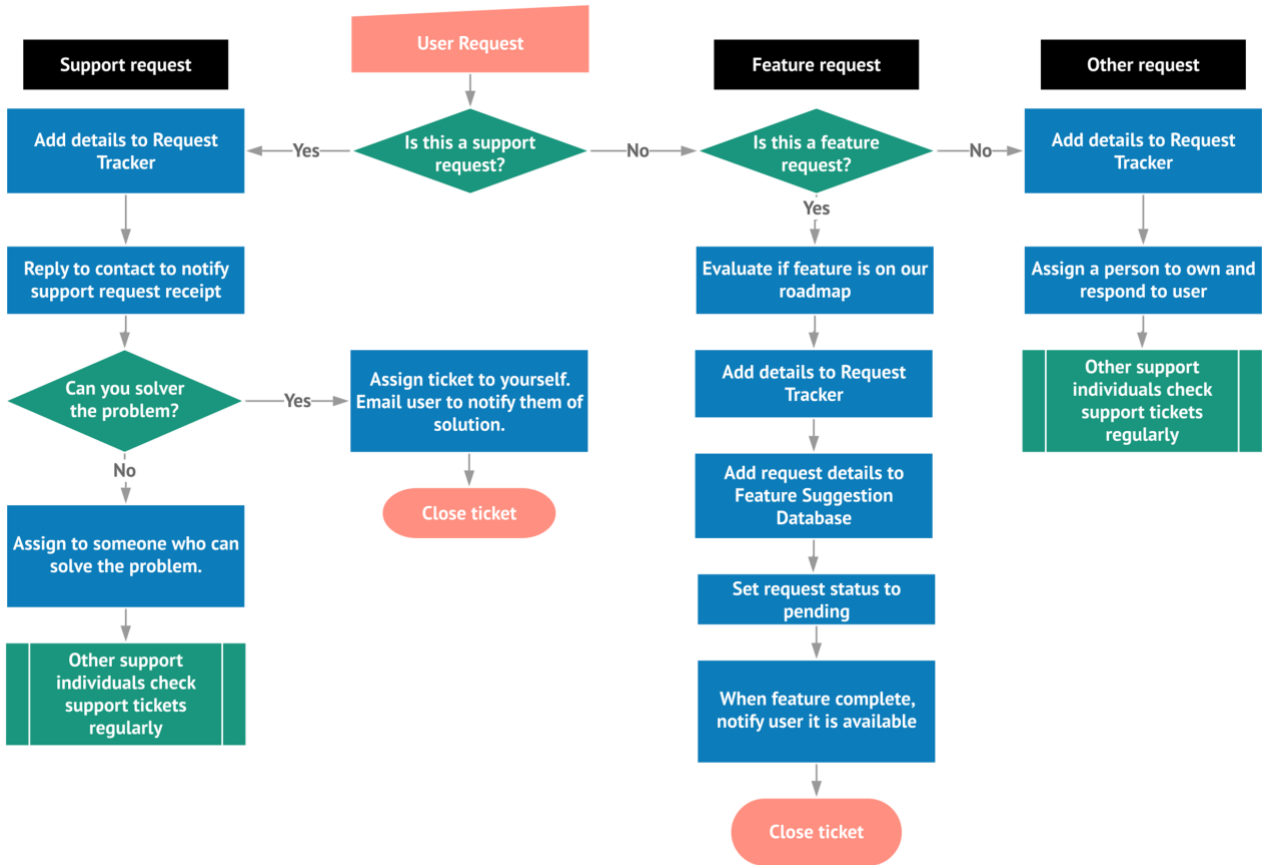 User Request
Support request
Feature request
Other request
Add details to Request
Tracker
Yes
Is this a support
request?
No
Is this a feature
request?
No
Add details to Request
Tracker
Yes
Reply to contact to notify
support request receipt
Evaluate if feature is on our
roadmap
Assign a person to own and
respond to user
Can you solver
the problem?
Yes
Assign ticket to yourself.
Email user to notify them of
solution.
Add details to Request
Tracker
Other support
individuals check
support tickets
regularly
No
Close ticket
Add request details to
Feature Suggestion
Database
Assign to someone who can
solve the problem.
Set request status to
pending
Other support
individuals check
support tickets
regularly
When feature complete,
notify user it is available
Close ticket